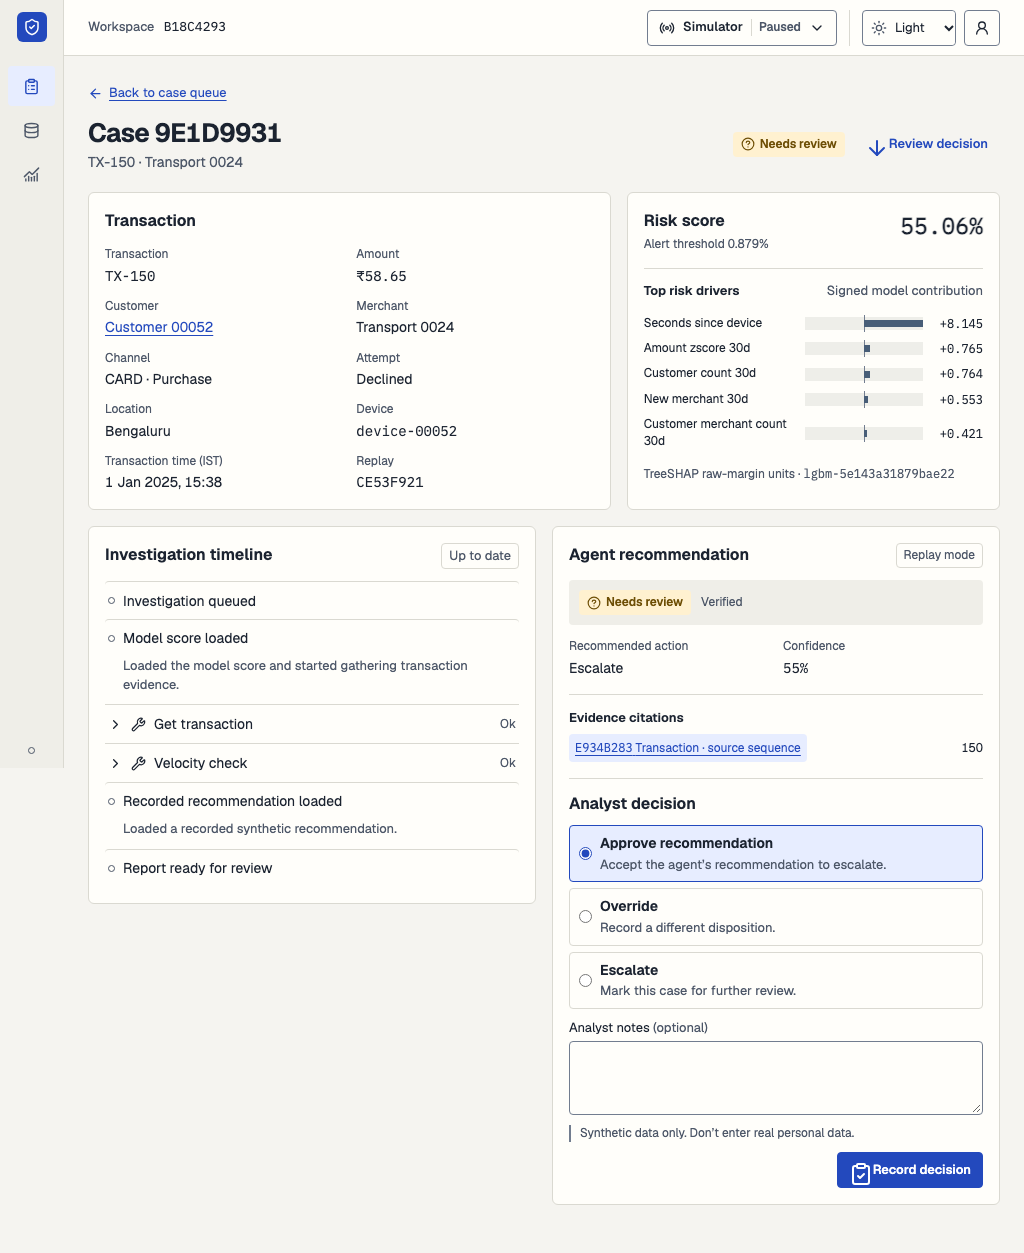 Workspace B18C4293
Simulator Paused
Light
Back to case queue
Case 9E1D9931
TX-150 · Transport 0024
Needs review
Review decision
Transaction
Transaction
TX-150
Amount
₹58.65
Customer
Customer 00052
Merchant
Transport 0024
Channel
CARD · Purchase
Attempt
Declined
Location
Bengaluru
Device
device-00052
Transaction time (IST)
1 Jan 2025, 15:38
Replay
CE53F921
Risk score
55.06%
Alert threshold 0.879%
Top risk drivers
Signed model contribution
Seconds since device +8.145
Amount zscore 30d +0.765
Customer count 30d +0.764
New merchant 30d +0.553
Customer merchant count
30d
+0.421
TreeSHAP raw-margin units · lgbm-5e143a31879bae22
Investigation timeline
Up to date
Investigation queued
Model score loaded
Loaded the model score and started gathering transaction
evidence.
Get transaction Ok
Velocity check Ok
Recorded recommendation loaded
Loaded a recorded synthetic recommendation.
Report ready for review
Agent recommendation
Replay mode
Needs review Verified
Recommended action
Escalate
Confidence
55%
Evidence citations
E934B283 Transaction · source sequence 150
Analyst decision
Approve recommendation
Accept the agent's recommendation to escalate.
Override
Record a different disposition.
Escalate
Mark this case for further review.
Analyst notes (optional)
Synthetic data only. Don't enter real personal data.
Record decision